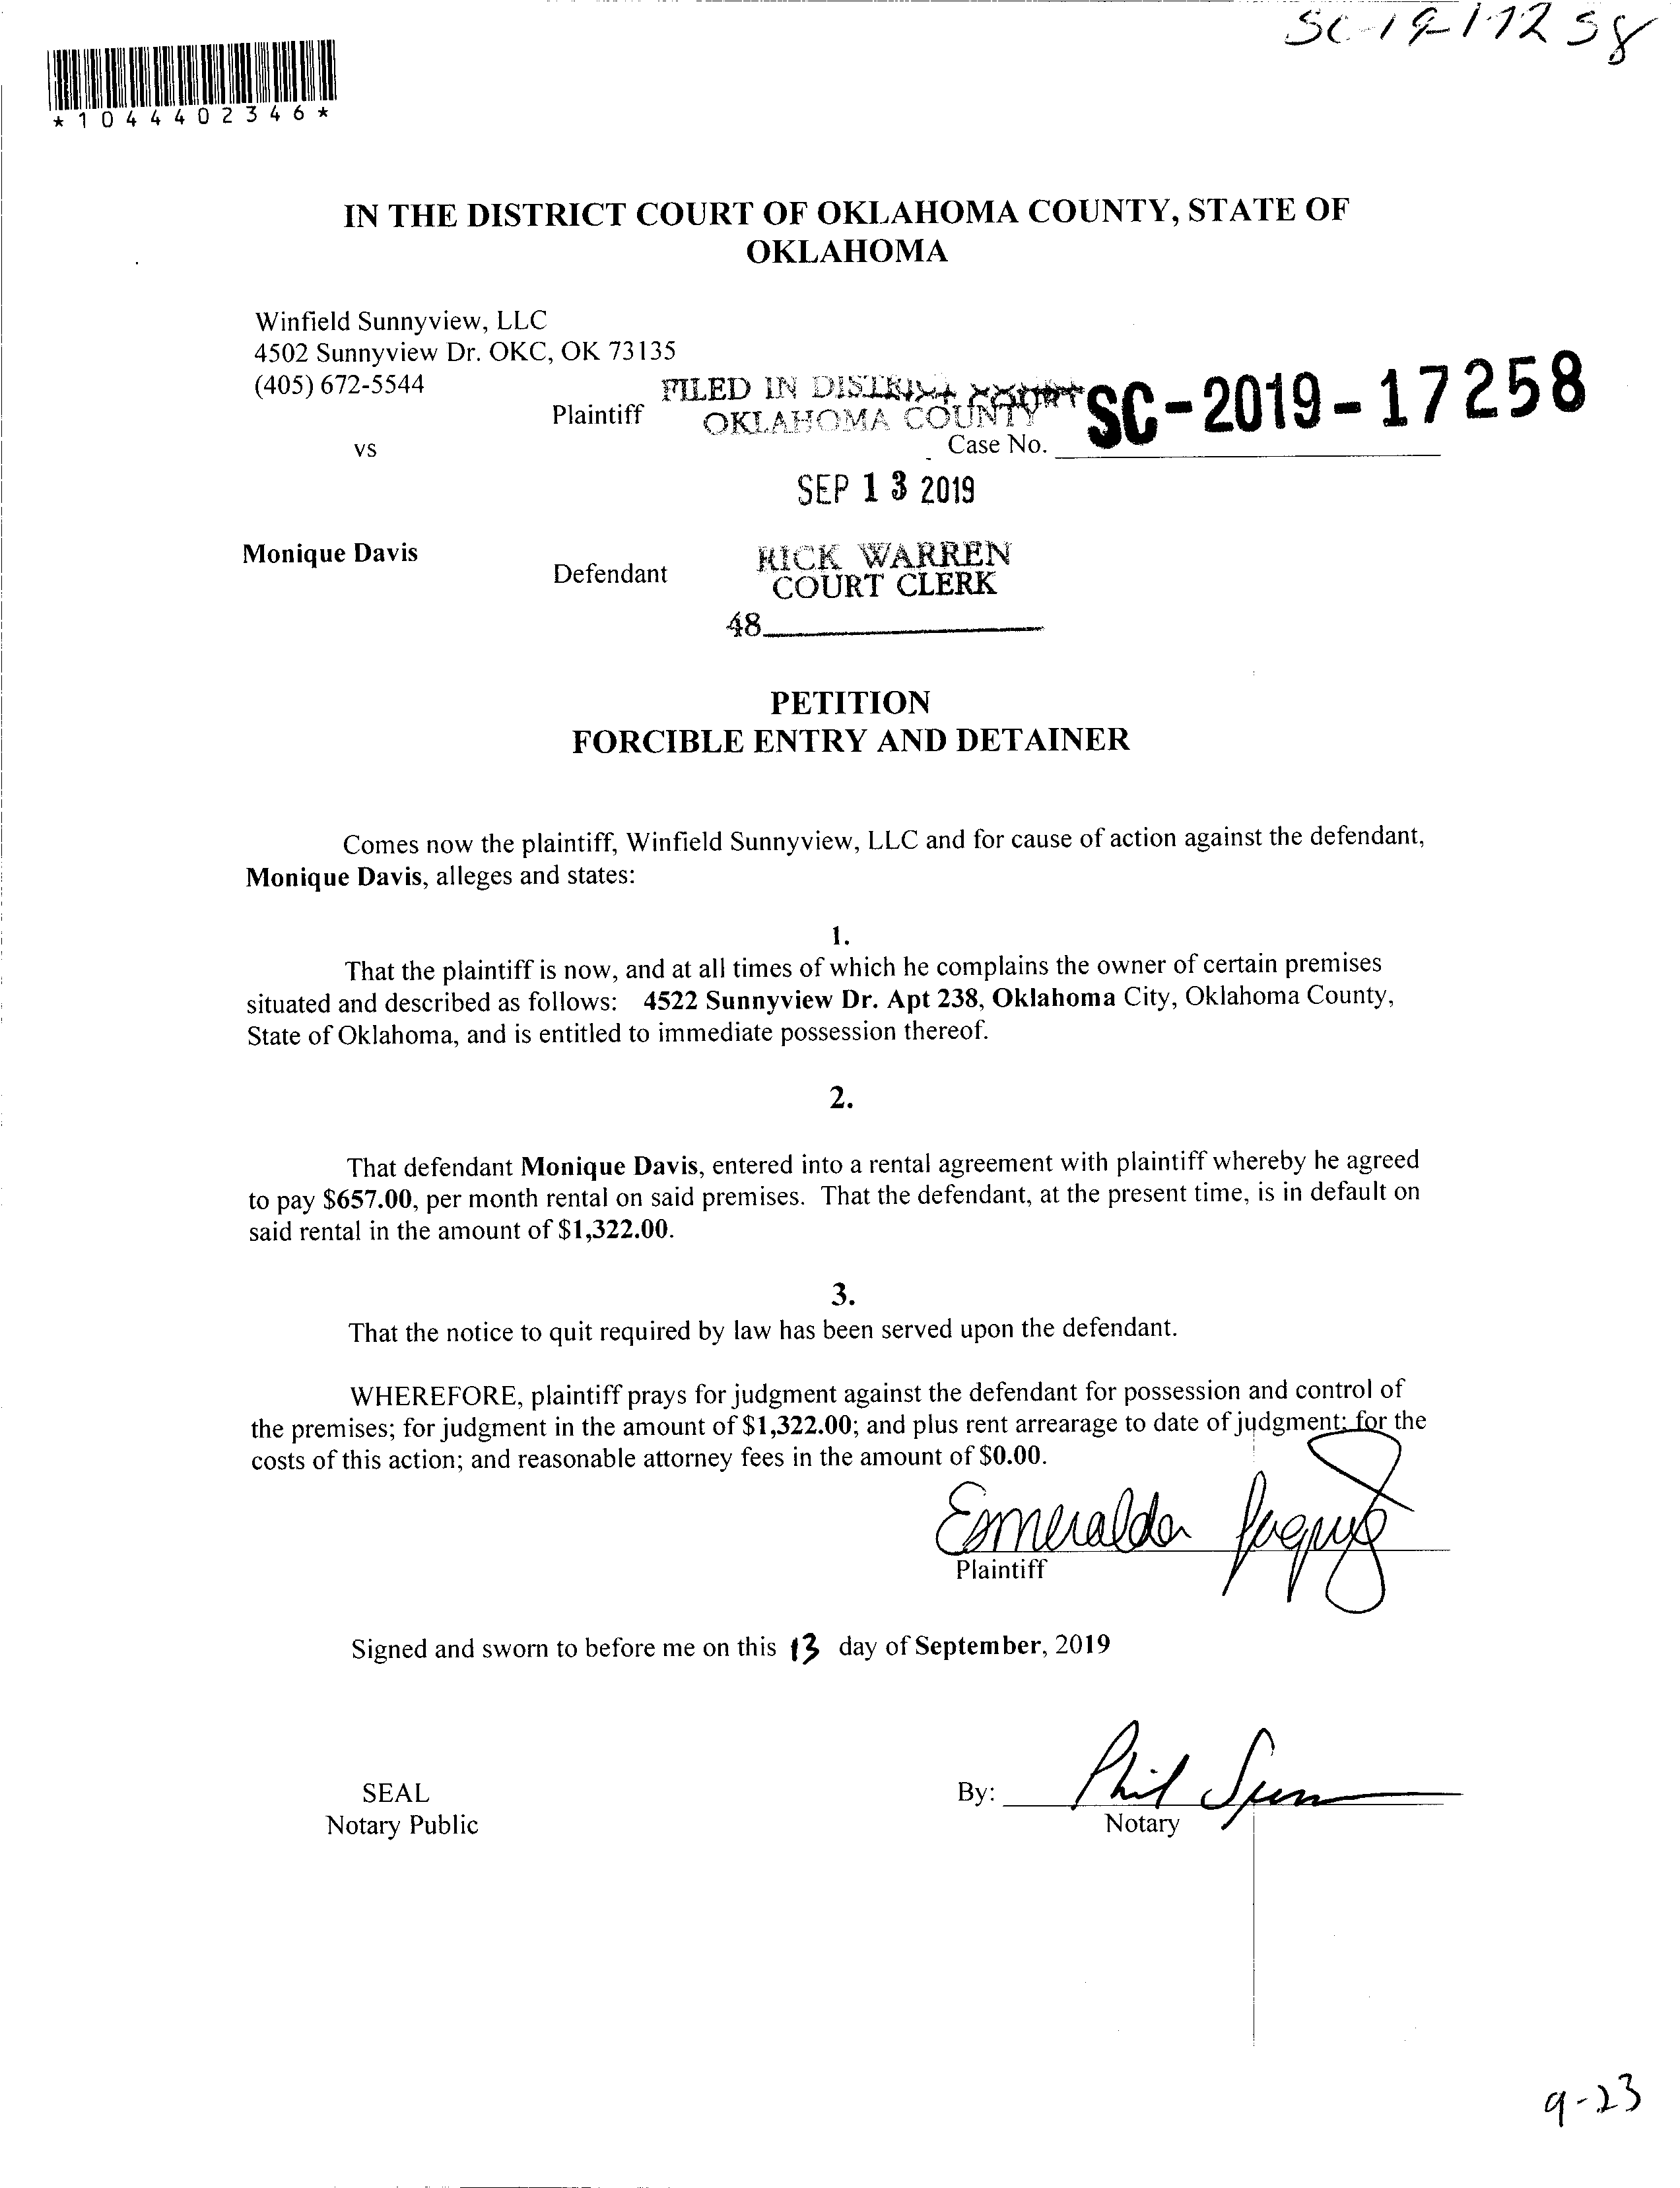 SC-19-17258
*1044402346*
IN THE DISTRICT COURT OF OKLAHOMA COUNTY, STATE OF
OKLAHOMA
Winfield Sunnyview, LLC
4502 Sunnyview Dr. OKC, OK 73135
(405) 672-5544
Plaintiff
FILED IN DISTRICT COURT
OKLAHOMA COUNTY
SC-2019-17258
vs
Case No.
SEP 13 2019
Monique Davis
Defendant
RICK WARREN
COURT CLERK
48
PETITION
FORCIBLE ENTRY AND DETAINER
Comes now the plaintiff, Winfield Sunnyview, LLC and for cause of action against the defendant,
Monique Davis, alleges and states:
1.
That the plaintiff is now, and at all times of which he complains the owner of certain premises
situated and described as follows: 4522 Sunnyview Dr. Apt 238, Oklahoma City, Oklahoma County,
State of Oklahoma, and is entitled to immediate possession thereof.
2.
That defendant Monique Davis, entered into a rental agreement with plaintiff whereby he agreed
to pay $657.00, per month rental on said premises. That the defendant, at the present time, is in default on
said rental in the amount of $1,322.00.
3.
That the notice to quit required by law has been served upon the defendant.
WHEREFORE, plaintiff prays for judgment against the defendant for possession and control of
the premises; for judgment in the amount of $1,322.00; and plus rent arrearage to date of judgment; for the
costs of this action; and reasonable attorney fees in the amount of $0.00.
Esmeralda
Plaintiff
Signed and sworn to before me on this 13 day of September, 2019
SEAL
Notary Public
By: Phil
Notary
9-23